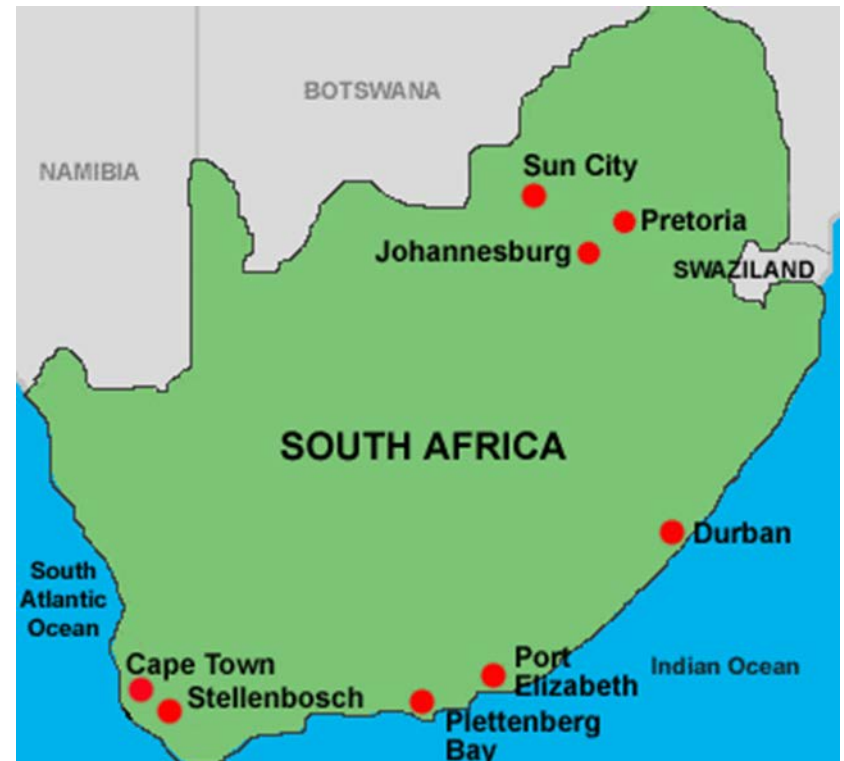 BOTSWANA
NAMIBIA
Sun City
Pretoria
Johannesburg
SWAZILAND
SOUTH AFRICA
Durban
South
Atlantic
Ocean
Cape Town
Stellenbosch
Port
Elizabeth
Indian Ocean
Plettenberg
Bay